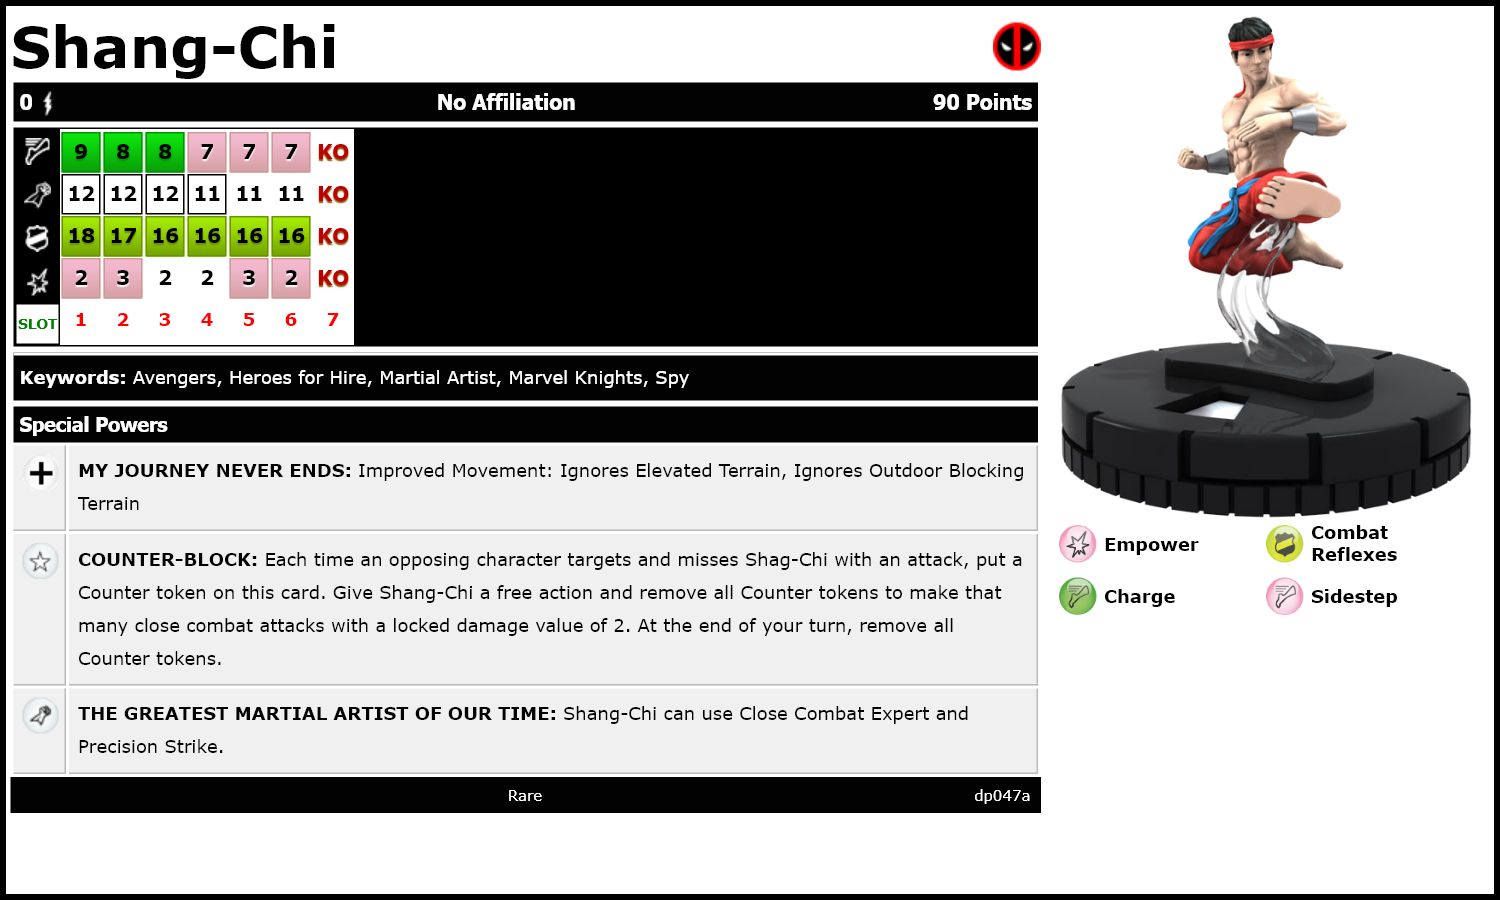 Shang-Chi
0 No Affiliation 90 Points
9 8 8 7 7 7 KO
12 12 12 11 11 11 KO
18 17 16 16 16 16 KO
2 3 2 2 3 2 KO
SLOT 1 2 3 4 5 6 7
Keywords: Avengers, Heroes for Hire, Martial Artist, Marvel Knights, Spy
Special Powers
MY JOURNEY NEVER ENDS: Improved Movement: Ignores Elevated Terrain, Ignores Outdoor Blocking
Terrain
COUNTER-BLOCK: Each time an opposing character targets and misses Shag-Chi with an attack, put a
Counter token on this card. Give Shang-Chi a free action and remove all Counter tokens to make that
many close combat attacks with a locked damage value of 2. At the end of your turn, remove all
Counter tokens.
THE GREATEST MARTIAL ARTIST OF OUR TIME: Shang-Chi can use Close Combat Expert and
Precision Strike.
Rare dp047a
Empower
Combat
Reflexes
Charge
Sidestep